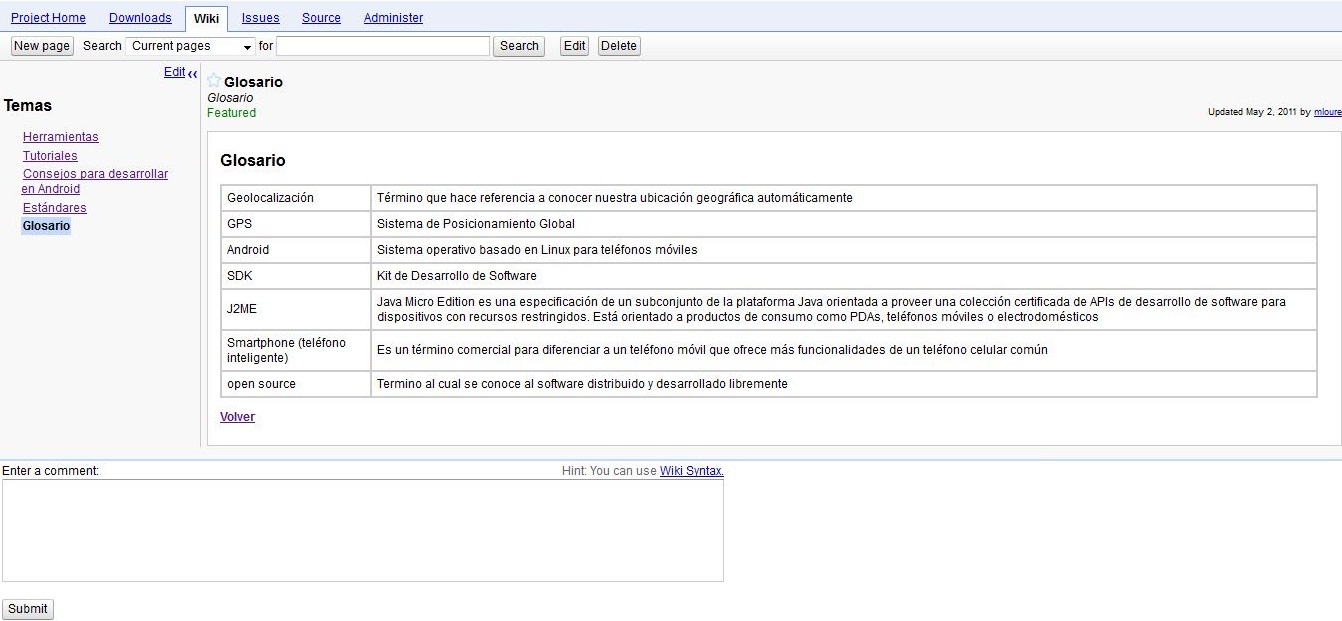 Project Home Downloads Wiki Issues Source Administer
New page Search Current pages for Search Edit Delete
Edit ‹‹
Temas
Herramientas
Tutoriales
Consejos para desarrollar
en Android
Estándares
Glosario
Glosario
Glosario
Featured
Updated May 2, 2011 by mloure
Glosario
Geolocalización Término que hace referencia a conocer nuestra ubicación geográfica automáticamente
GPS Sistema de Posicionamiento Global
Android Sistema operativo basado en Linux para teléfonos móviles
SDK Kit de Desarrollo de Software
J2ME Java Micro Edition es una especificación de un subconjunto de la plataforma Java orientada a proveer una colección certificada de APIs de desarrollo de software para
dispositivos con recursos restringidos. Está orientado a productos de consumo como PDAs, teléfonos móviles o electrodomésticos
Smartphone (teléfono
inteligente) Es un término comercial para diferenciar a un teléfono móvil que ofrece más funcionalidades de un teléfono celular común
open source Termino al cual se conoce al software distribuido y desarrollado libremente
Volver
Enter a comment: Hint: You can use Wiki Syntax.
Submit